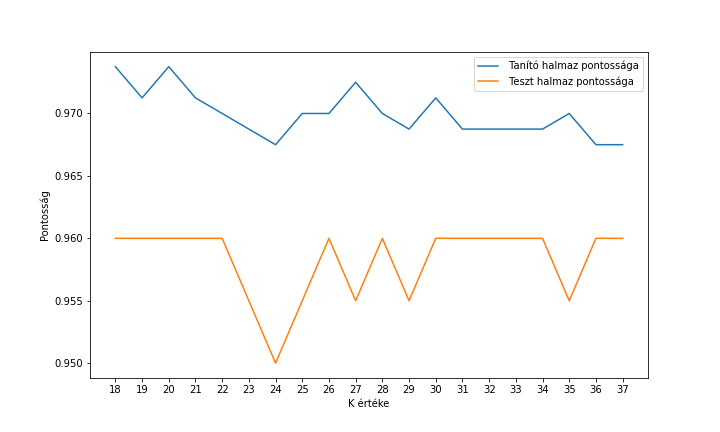 Tanító halmaz pontossága
Teszt halmaz pontossága
Pontosság
0.970
0.965
0.960
0.955
0.950
18 19 20 21 22 23 24 25 26 27 28 29 30 31 32 33 34 35 36 37
K értéke